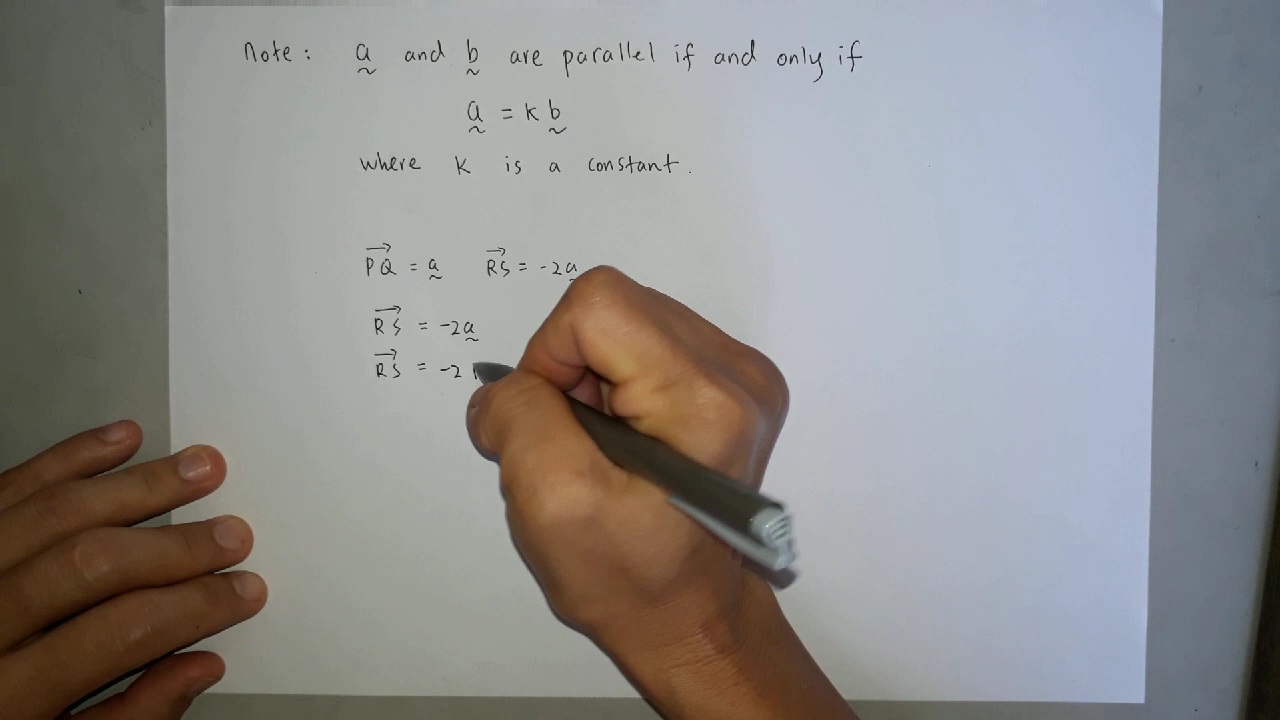 Note: a and b are parallel if and only if
a = k b
where k is a constant.
PQ = a RS = -2a
RS = -2a
RS = -2